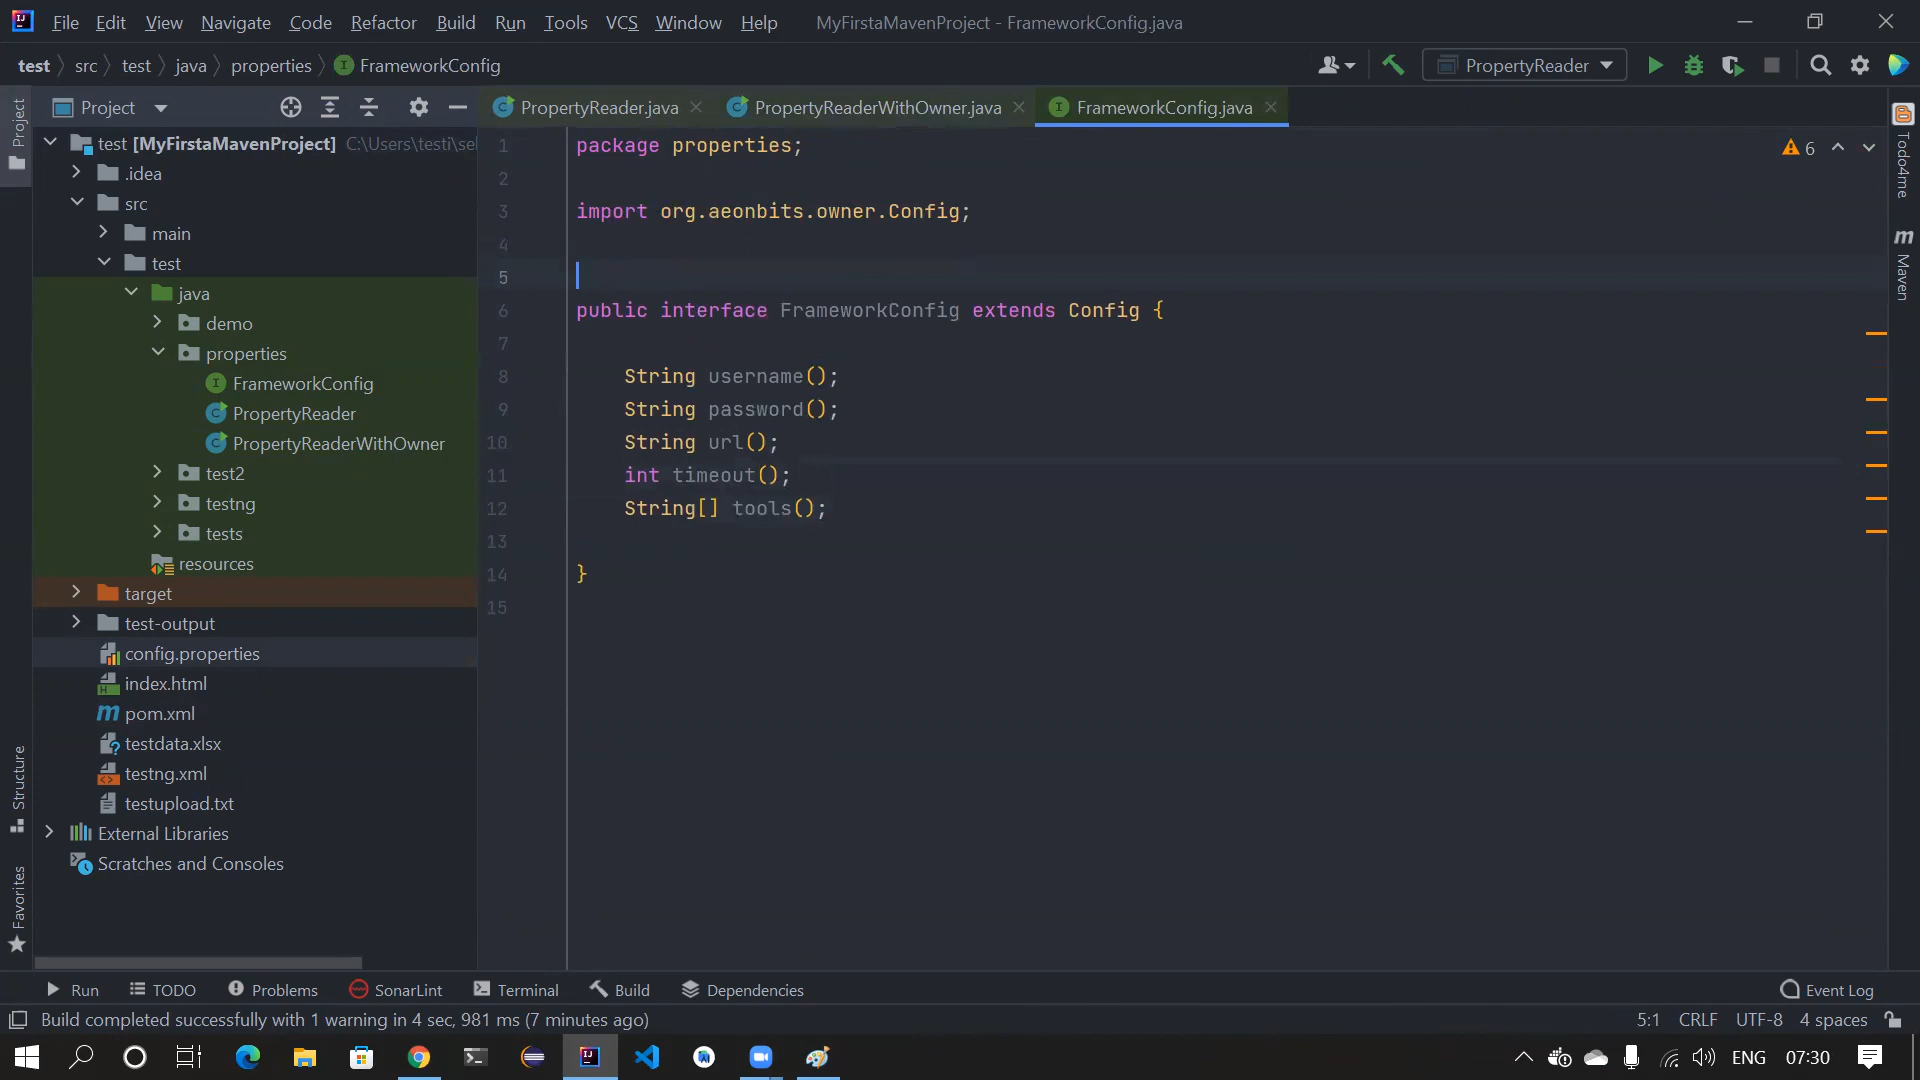 File Edit View Navigate Code Refactor Build Run Tools VCS Window Help MyFirstaMavenProject - FrameworkConfig.java
test src test java properties FrameworkConfig PropertyReader
Project PropertyReader.java PropertyReaderWithOwner.java FrameworkConfig.java
test [MyFirstaMavenProject] C:\Users\testi\sel
.idea
src
main
test
java
demo
properties
FrameworkConfig
PropertyReader
PropertyReaderWithOwner
test2
testng
tests
resources
target
test-output
config.properties
index.html
pom.xml
testdata.xlsx
testng.xml
testupload.txt
External Libraries
Scratches and Consoles
Project
Structure
Favorites
1 package properties;
2
3 import org.aeonbits.owner.Config;
4
5
6 public interface FrameworkConfig extends Config {
7
8 String username();
9 String password();
10 String url();
11 int timeout();
12 String[] tools();
13
14 }
15
6
Todo4me
m Maven
Run TODO Problems SonarLint Terminal Build Dependencies Event Log
Build completed successfully with 1 warning in 4 sec, 981 ms (7 minutes ago) 5:1 CRLF UTF-8 4 spaces
ENG 07:30